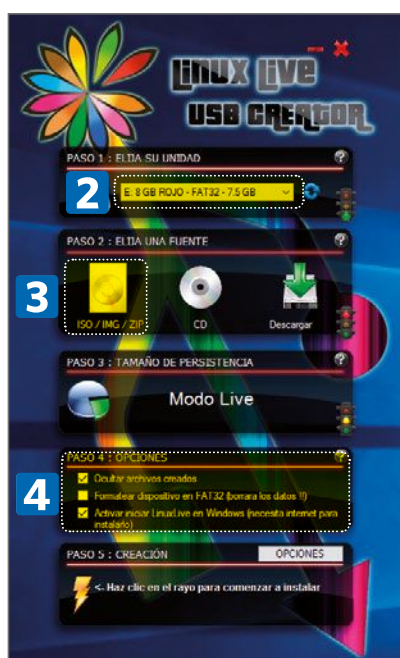 LINUX LIVE
USB CREATOR
PASO 1 : ELIJA SU UNIDAD
?
2
E: 8 GB ROJO - FAT32 - 7.5 GB
PASO 2 : ELIJA UNA FUENTE
?
3
ISO / IMG / ZIP
CD
Descargar
PASO 3 : TAMAÑO DE PERSISTENCIA
?
Modo Live
PASO 4 : OPCIONES
?
4
Ocultar archivos creados
Formatear dispositivo en FAT32 (borrara los datos !!)
Activar iniciar LinuxLive en Windows (necesita internet para
instalarlo)
PASO 5 : CREACIÓN
OPCIONES
<- Haz clic en el rayo para comenzar a instalar